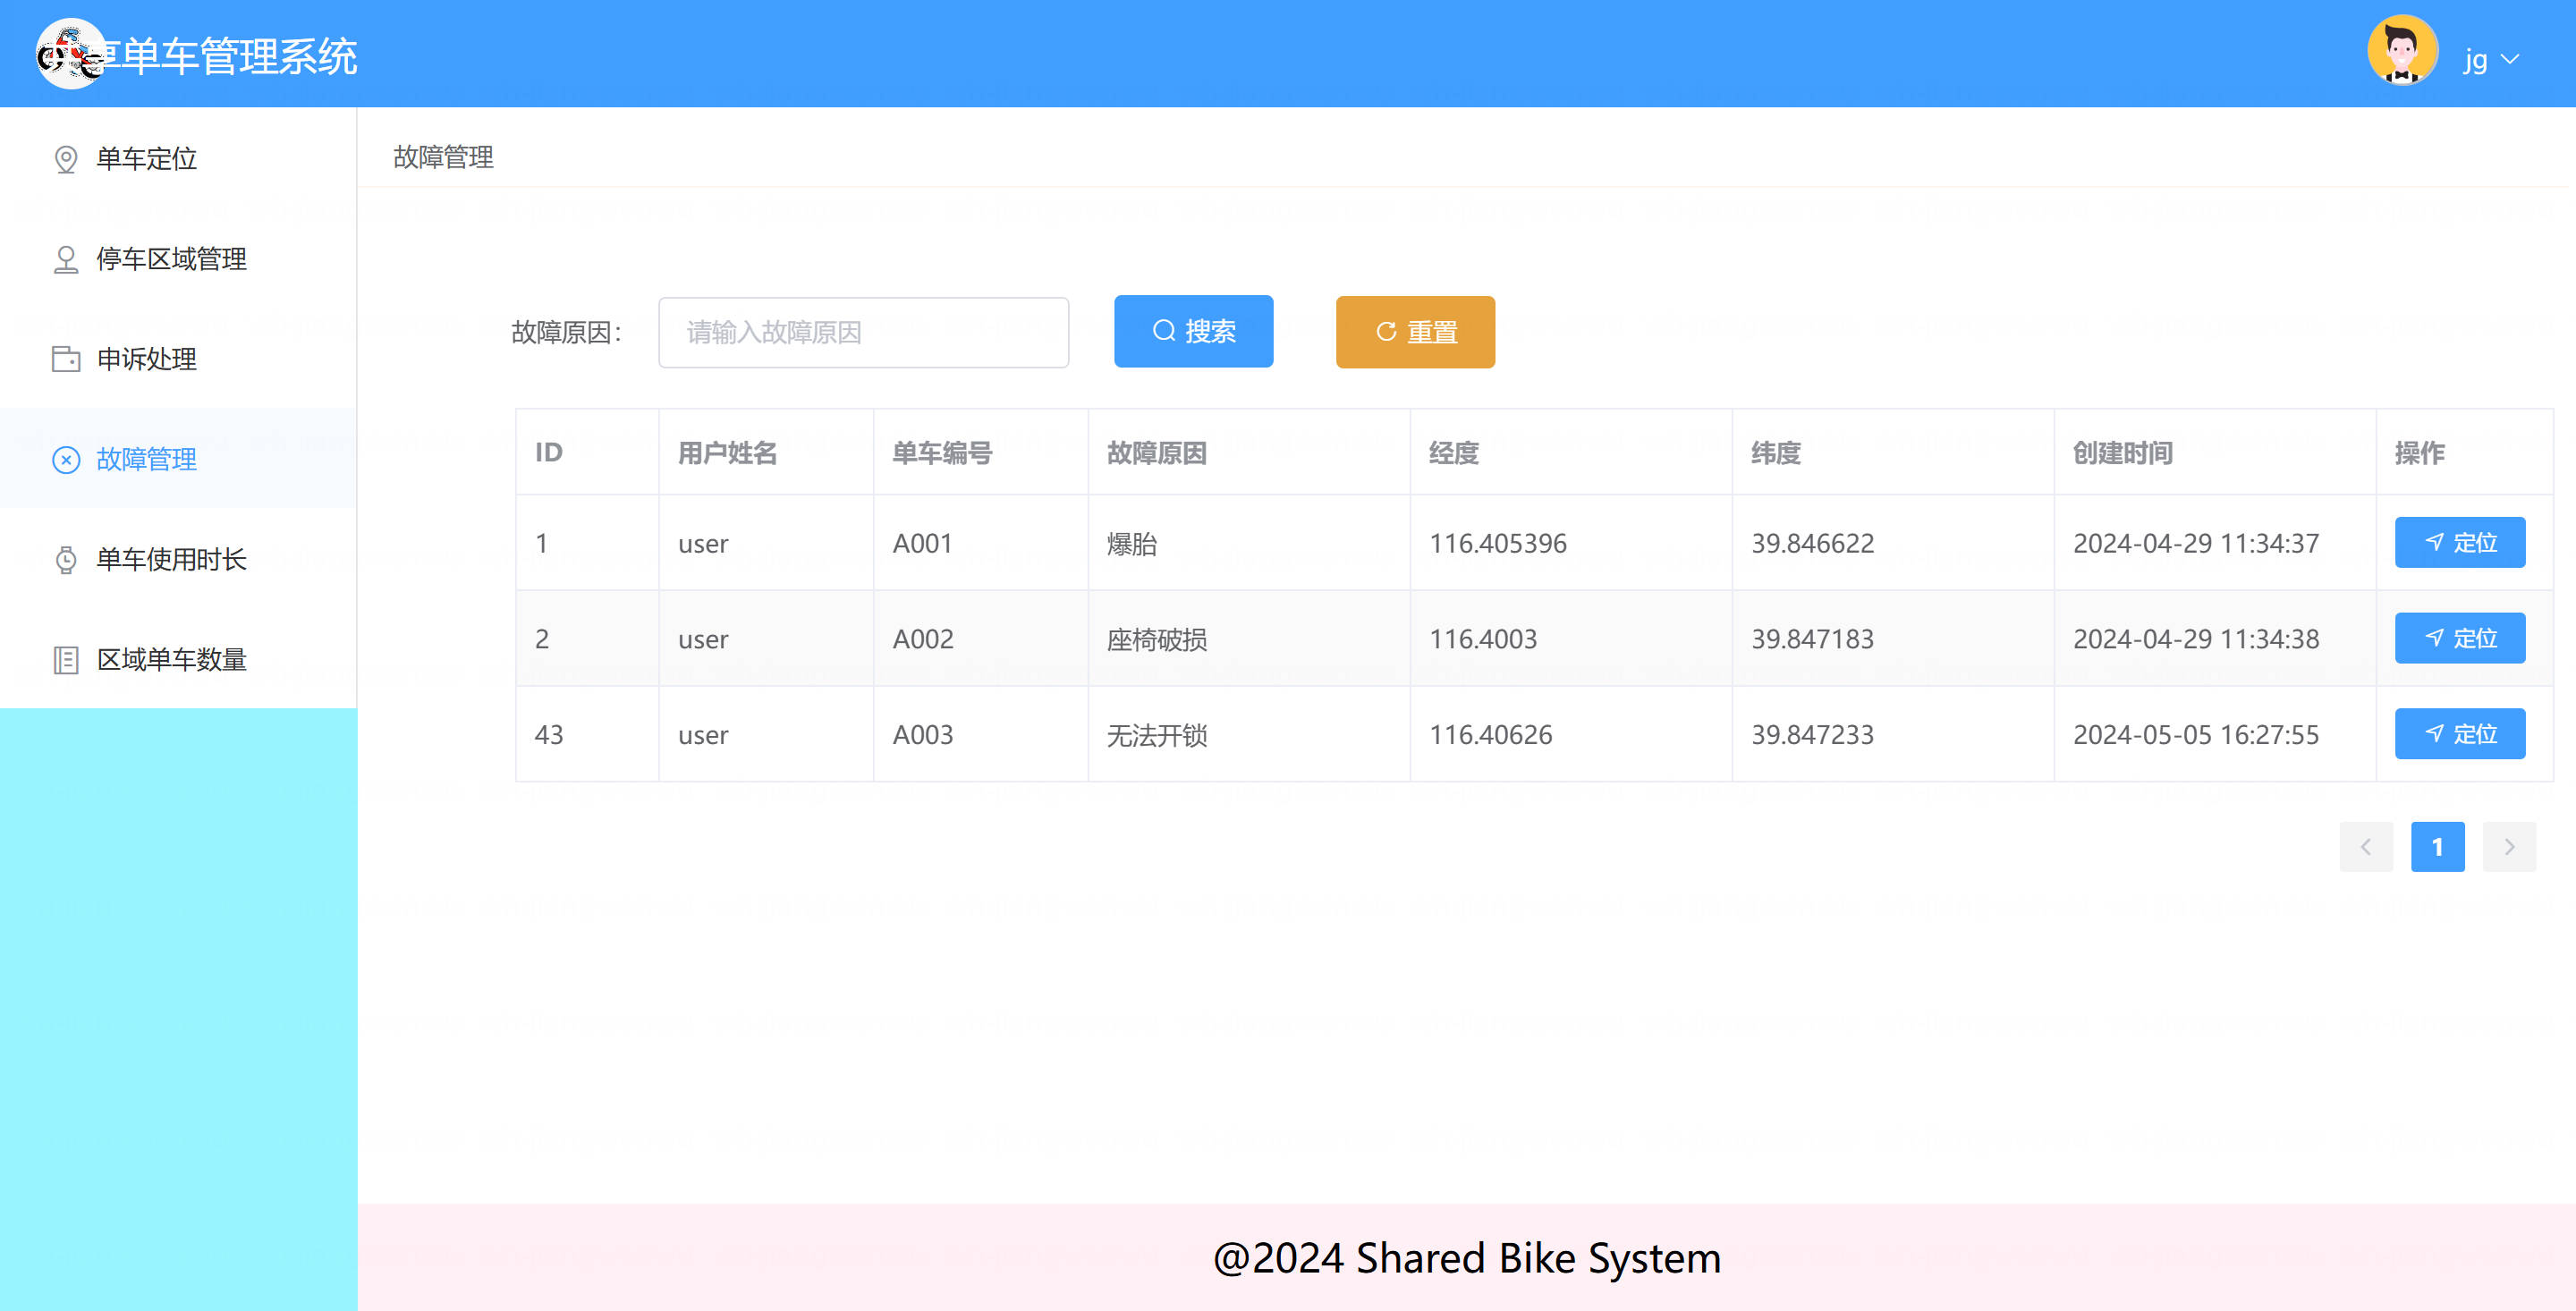 享单车管理系统
jg
单车定位
停车区域管理
申诉处理
故障管理
单车使用时长
区域单车数量
故障管理
故障原因: 请输入故障原因 搜索 重置
ID 用户姓名 单车编号 故障原因 经度 纬度 创建时间 操作
1 user A001 爆胎 116.405396 39.846622 2024-04-29 11:34:37 定位
2 user A002 座椅破损 116.4003 39.847183 2024-04-29 11:34:38 定位
43 user A003 无法开锁 116.40626 39.847233 2024-05-05 16:27:55 定位
1
@2024 Shared Bike System